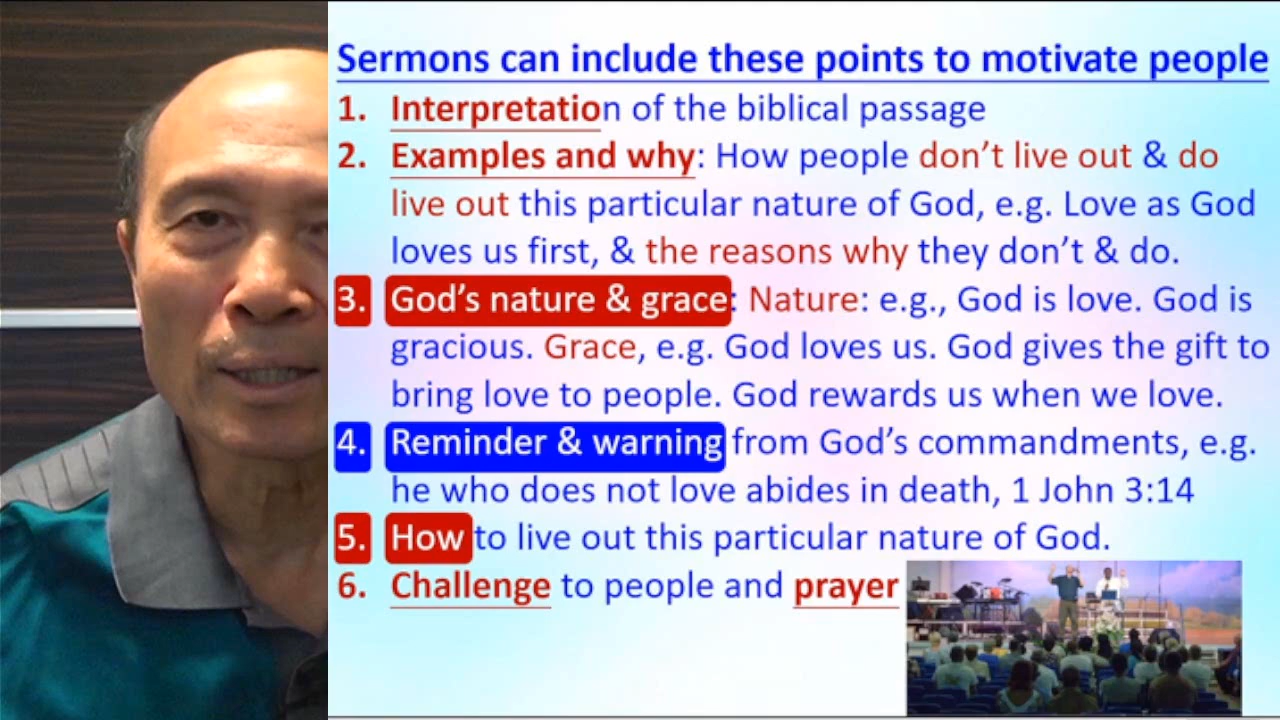 Sermons can include these points to motivate people
1. Interpretation of the biblical passage
2. Examples and why: How people don’t live out & do
live out this particular nature of God, e.g. Love as God
loves us first, & the reasons why they don’t & do.
3. God’s nature & grace: Nature: e.g., God is love. God is
gracious. Grace, e.g. God loves us. God gives the gift to
bring love to people. God rewards us when we love.
4. Reminder & warning from God’s commandments, e.g.
he who does not love abides in death, 1 John 3:14
5. How to live out this particular nature of God.
6. Challenge to people and prayer